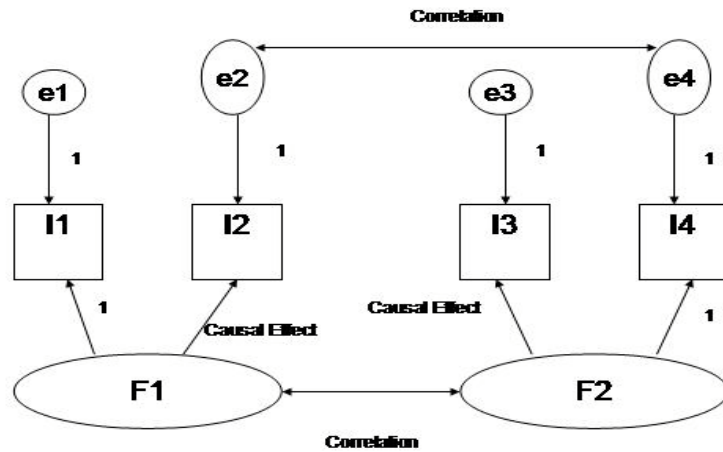 Correlation
e1
e2
e3
e4
1
1
1
1
I1
I2
I3
I4
1
Causal Effect
Causal Effect
1
F1
F2
Correlation